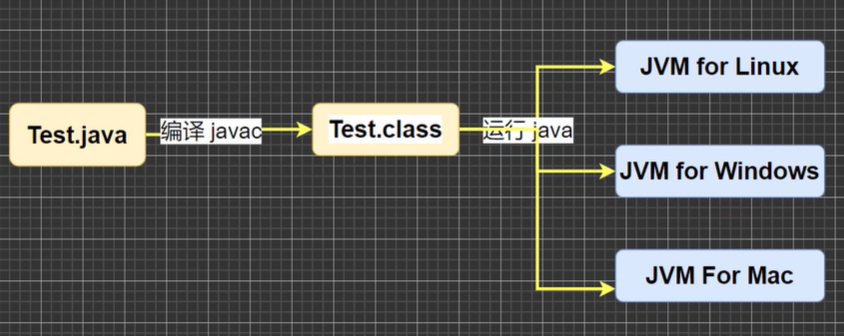 Test.java
编译 javac
Test.class
运行 java
JVM for Linux
JVM for Windows
JVM For Mac